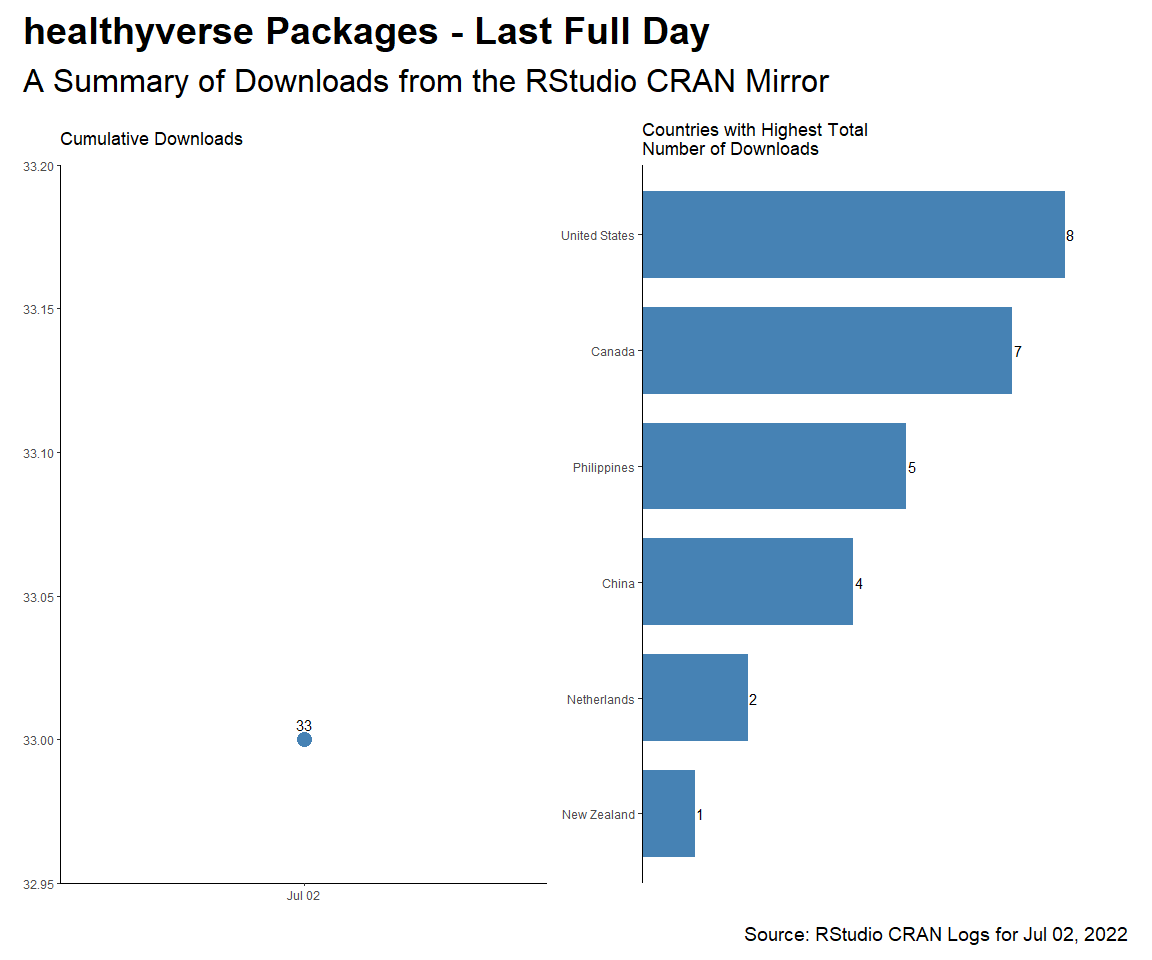 healthyverse Packages - Last Full Day
A Summary of Downloads from the RStudio CRAN Mirror
Cumulative Downloads
33.20
33.15
33.10
33.05
33.00
32.95
33
Jul 02
Countries with Highest Total
Number of Downloads
United States 8
Canada 7
Philippines 5
China 4
Netherlands 2
New Zealand 1
Source: RStudio CRAN Logs for Jul 02, 2022